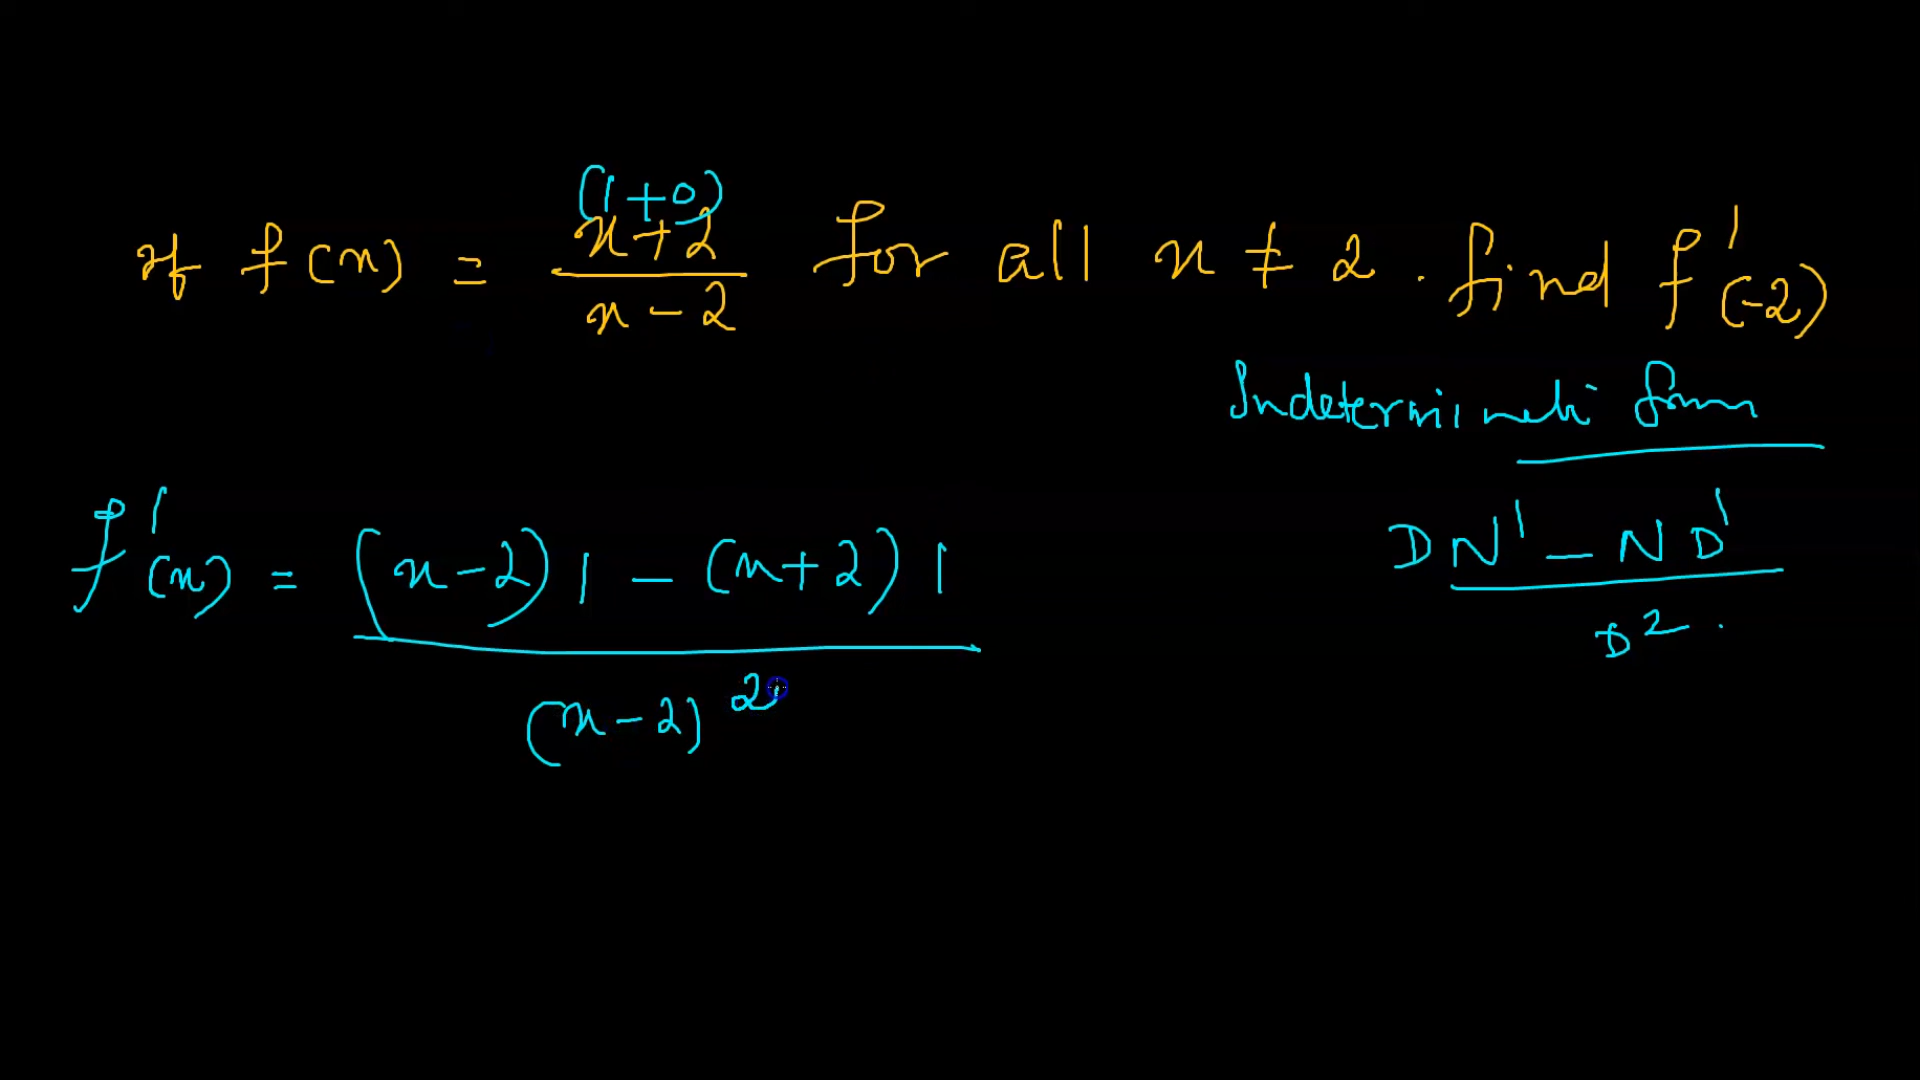 (1+0)
If f(x) = x+2 / x-2 for all x ≠ 2. find f'(-2)
Indeterminate form
f'(x) = (x-2) 1 - (x+2) 1 / (x-2)^2
DN' - ND' / D^2.